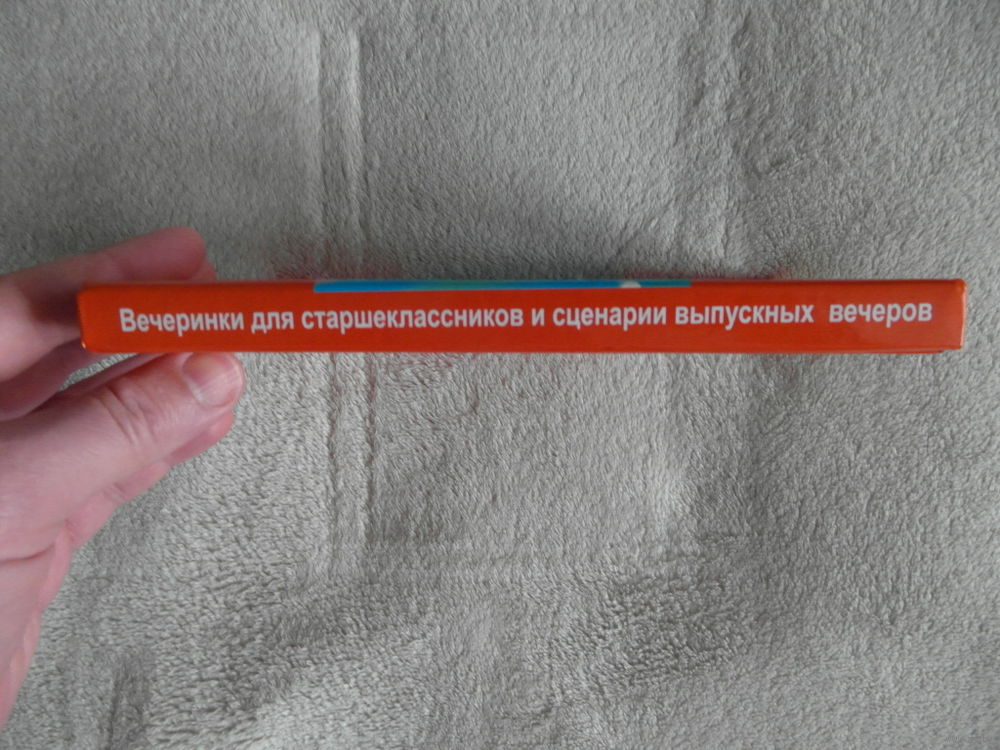 Вечеринки для старшеклассников и сценарии выпускных вечеров